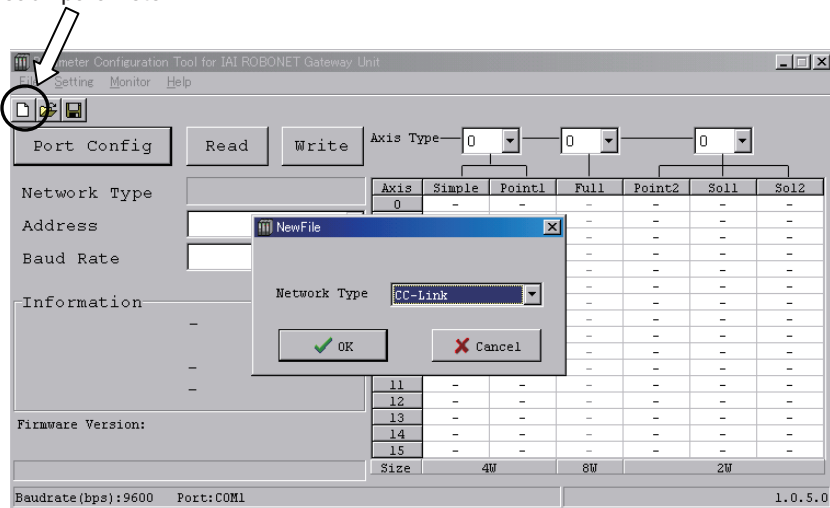 Parameter Configuration Tool for IAI ROBONET Gateway Unit
File Setting Monitor Help
Port Config Read Write Axis Type 0 0 0
Network Type
Address
Baud Rate
Axis Simple Point1 Full Point2 Sol1 Sol2
0 - - - - - -
- - - -
- - - -
- - - -
- - - -
- - - -
- - - -
- - - -
- - - -
- - - -
- - - -
11 - - - - - -
12 - - - - - -
13 - - - - - -
14 - - - - - -
15 - - - - - -
Size 4W 8W 2W
NewFile
Network Type CC-Link
OK Cancel
Information
-
-
-
Firmware Version:
Baudrate(bps):9600 Port:COM1 1.0.5.0